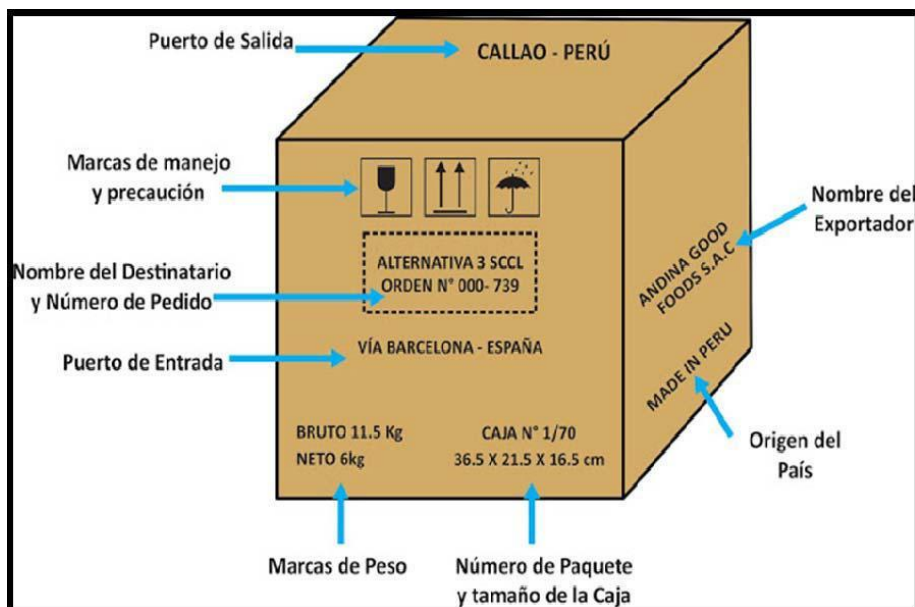 Puerto de Salida
CALLAO - PERÚ
Marcas de manejo
y precaución
Nombre del
Exportador
Nombre del Destinatario
y Número de Pedido
ALTERNATIVA 3 SCCL
ORDEN N° 000- 739
ANDINA GOOD
FOODS S.A.C
Puerto de Entrada
VÍA BARCELONA - ESPAÑA
MADE IN PERU
Origen del
País
BRUTO 11.5 Kg
NETO 6kg
CAJA N° 1/70
36.5 X 21.5 X 16.5 cm
Marcas de Peso
Número de Paquete
y tamaño de la Caja